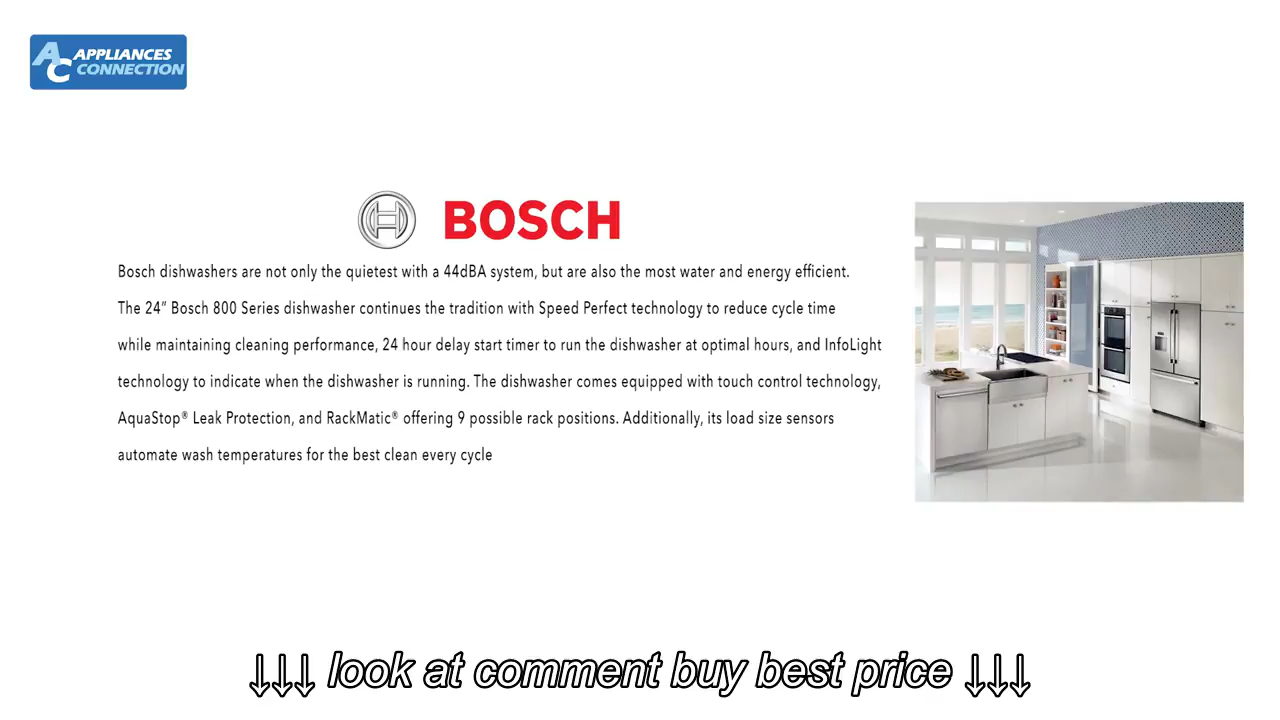 AC APPLIANCES
CONNECTION
BOSCH
Bosch dishwashers are not only the quietest with a 44dBA system, but are also the most water and energy efficient.
The 24” Bosch 800 Series dishwasher continues the tradition with Speed Perfect technology to reduce cycle time
while maintaining cleaning performance, 24 hour delay start timer to run the dishwasher at optimal hours, and InfoLight
technology to indicate when the dishwasher is running. The dishwasher comes equipped with touch control technology,
AquaStop® Leak Protection, and RackMatic® offering 9 possible rack positions. Additionally, its load size sensors
automate wash temperatures for the best clean every cycle
↓↓↓ look at comment buy best price ↓↓↓